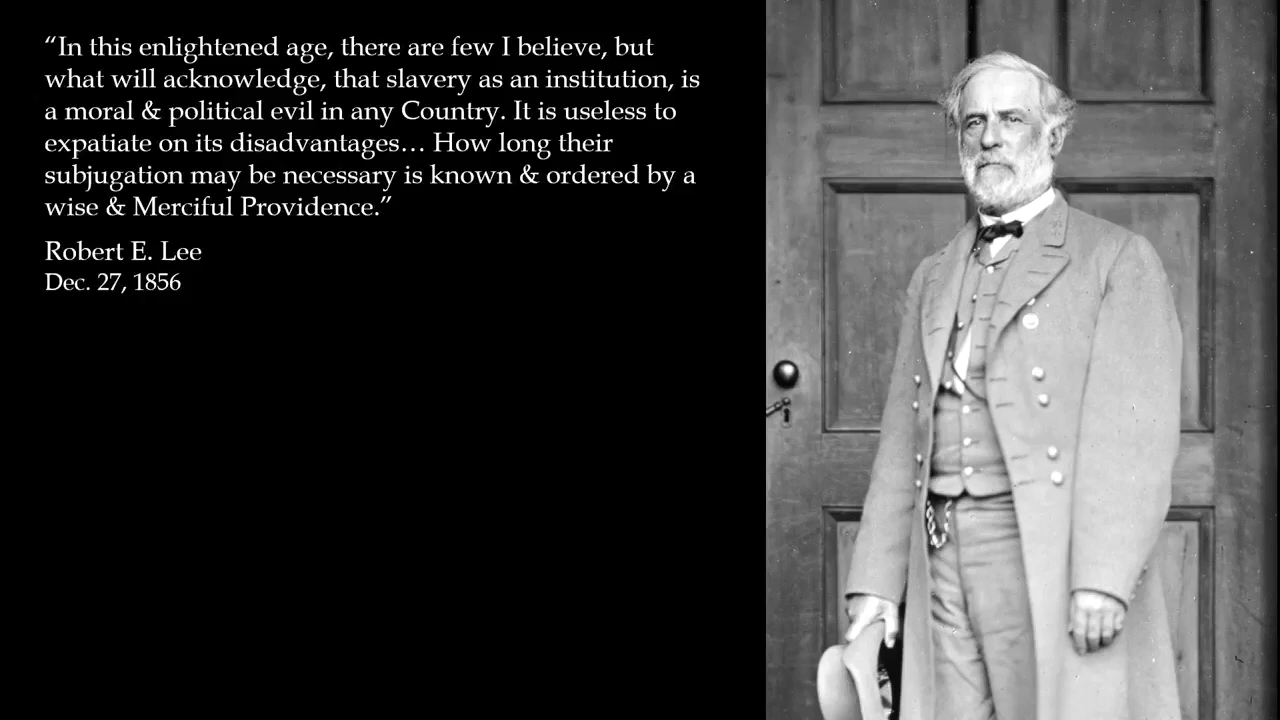 “In this enlightened age, there are few I believe, but
what will acknowledge, that slavery as an institution, is
a moral & political evil in any Country. It is useless to
expatiate on its disadvantages… How long their
subjugation may be necessary is known & ordered by a
wise & Merciful Providence.”
Robert E. Lee
Dec. 27, 1856